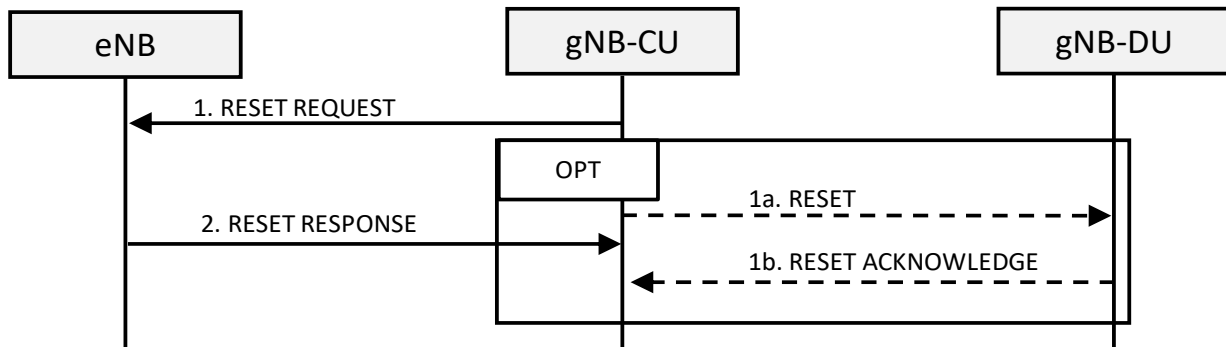 eNB
gNB-CU
gNB-DU
1. RESET REQUEST
OPT
1a. RESET
2. RESET RESPONSE
1b. RESET ACKNOWLEDGE